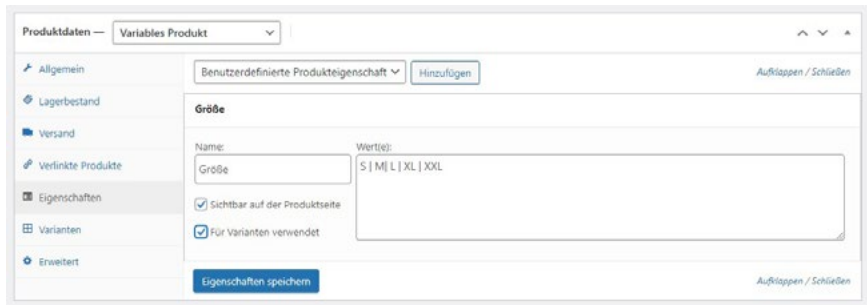 Produktdaten — Variables Produkt
Allgemein
Benutzerdefinierte Produkteigenschaft Hinzufügen Aufklappen / Schließen
Lagerbestand
Größe
Versand
Name: Wert(e):
Verlinkte Produkte
Größe S | M| L | XL | XXL
Eigenschaften
Sichtbar auf der Produktseite
Varianten
Für Varianten verwendet
Erweitert
Eigenschaften speichern Aufklappen / Schließen